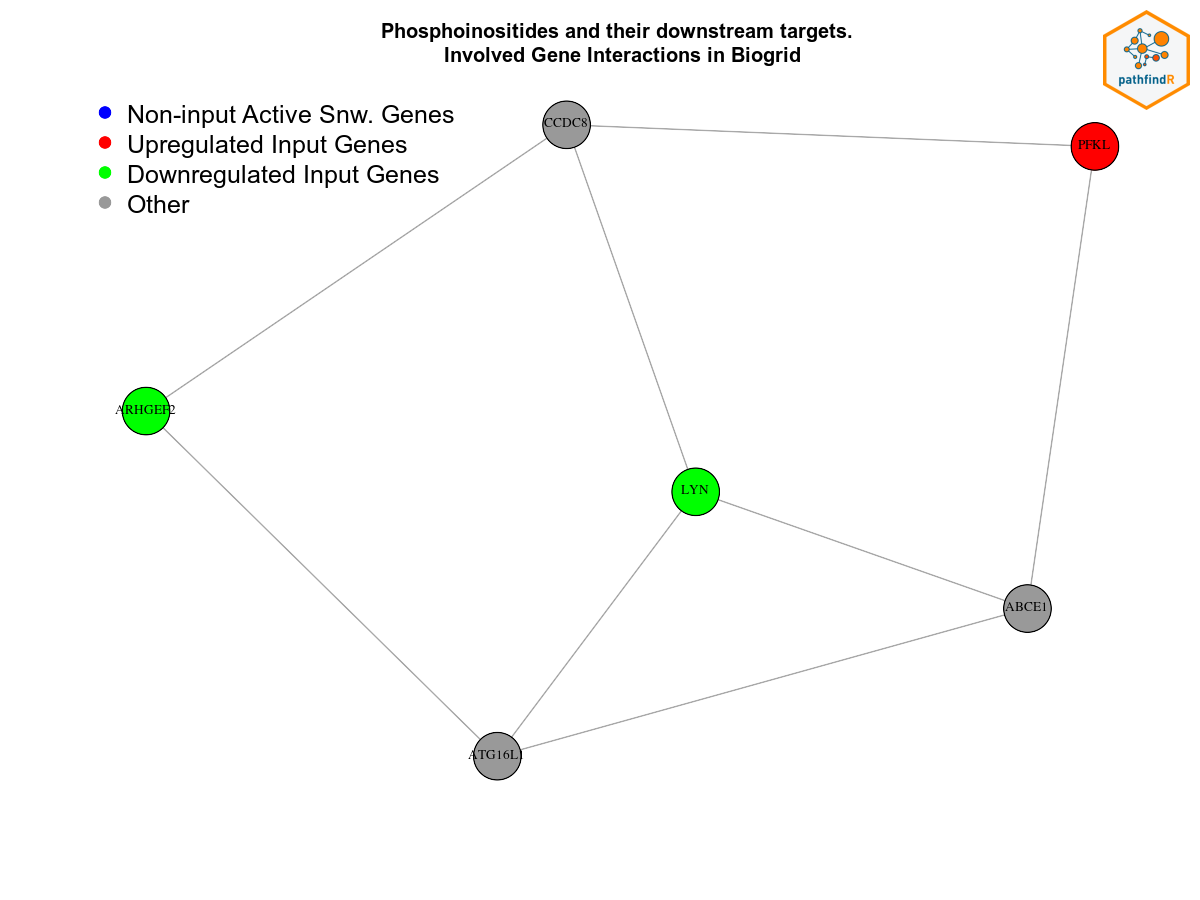 Phosphoinositides and their downstream targets.
Involved Gene Interactions in Biogrid
pathfindR
Non-input Active Snw. Genes
Upregulated Input Genes
Downregulated Input Genes
Other
CCDC8
PFKL
ARHGEF2
LYN
ABCE1
ATG16L1